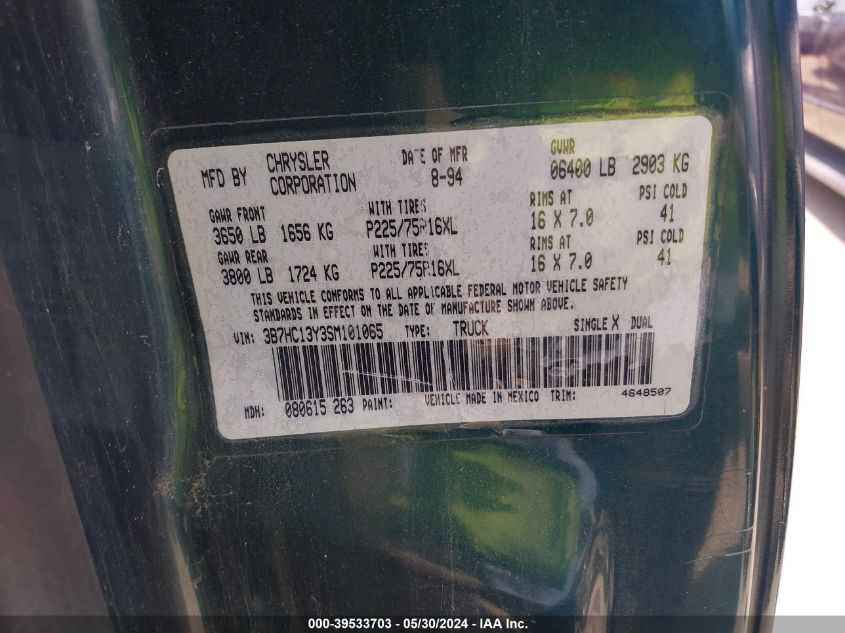 MFD BY CHRYSLER CORPORATION DATE OF MFR 8-94 GVWR 06400 LB 2903 KG
GAWR FRONT WITH TIRES RIMS AT PSI COLD
3650 LB 1656 KG P225/75R16XL 16 X 7.0 41
GAWR REAR WITH TIRES RIMS AT PSI COLD
3800 LB 1724 KG P225/75R16XL 16 X 7.0 41
THIS VEHICLE CONFORMS TO ALL APPLICABLE FEDERAL MOTOR VEHICLE SAFETY
STANDARDS IN EFFECT ON THE DATE OF MANUFACTURE SHOWN ABOVE.
VIN: 3B7HC13Y3SM101065 TYPE: TRUCK SINGLE X DUAL
MDH: 080615 263 PAINT: VEHICLE MADE IN MEXICO TRIM: 4648507
000-39533703 - 05/30/2024 - IAAI.com